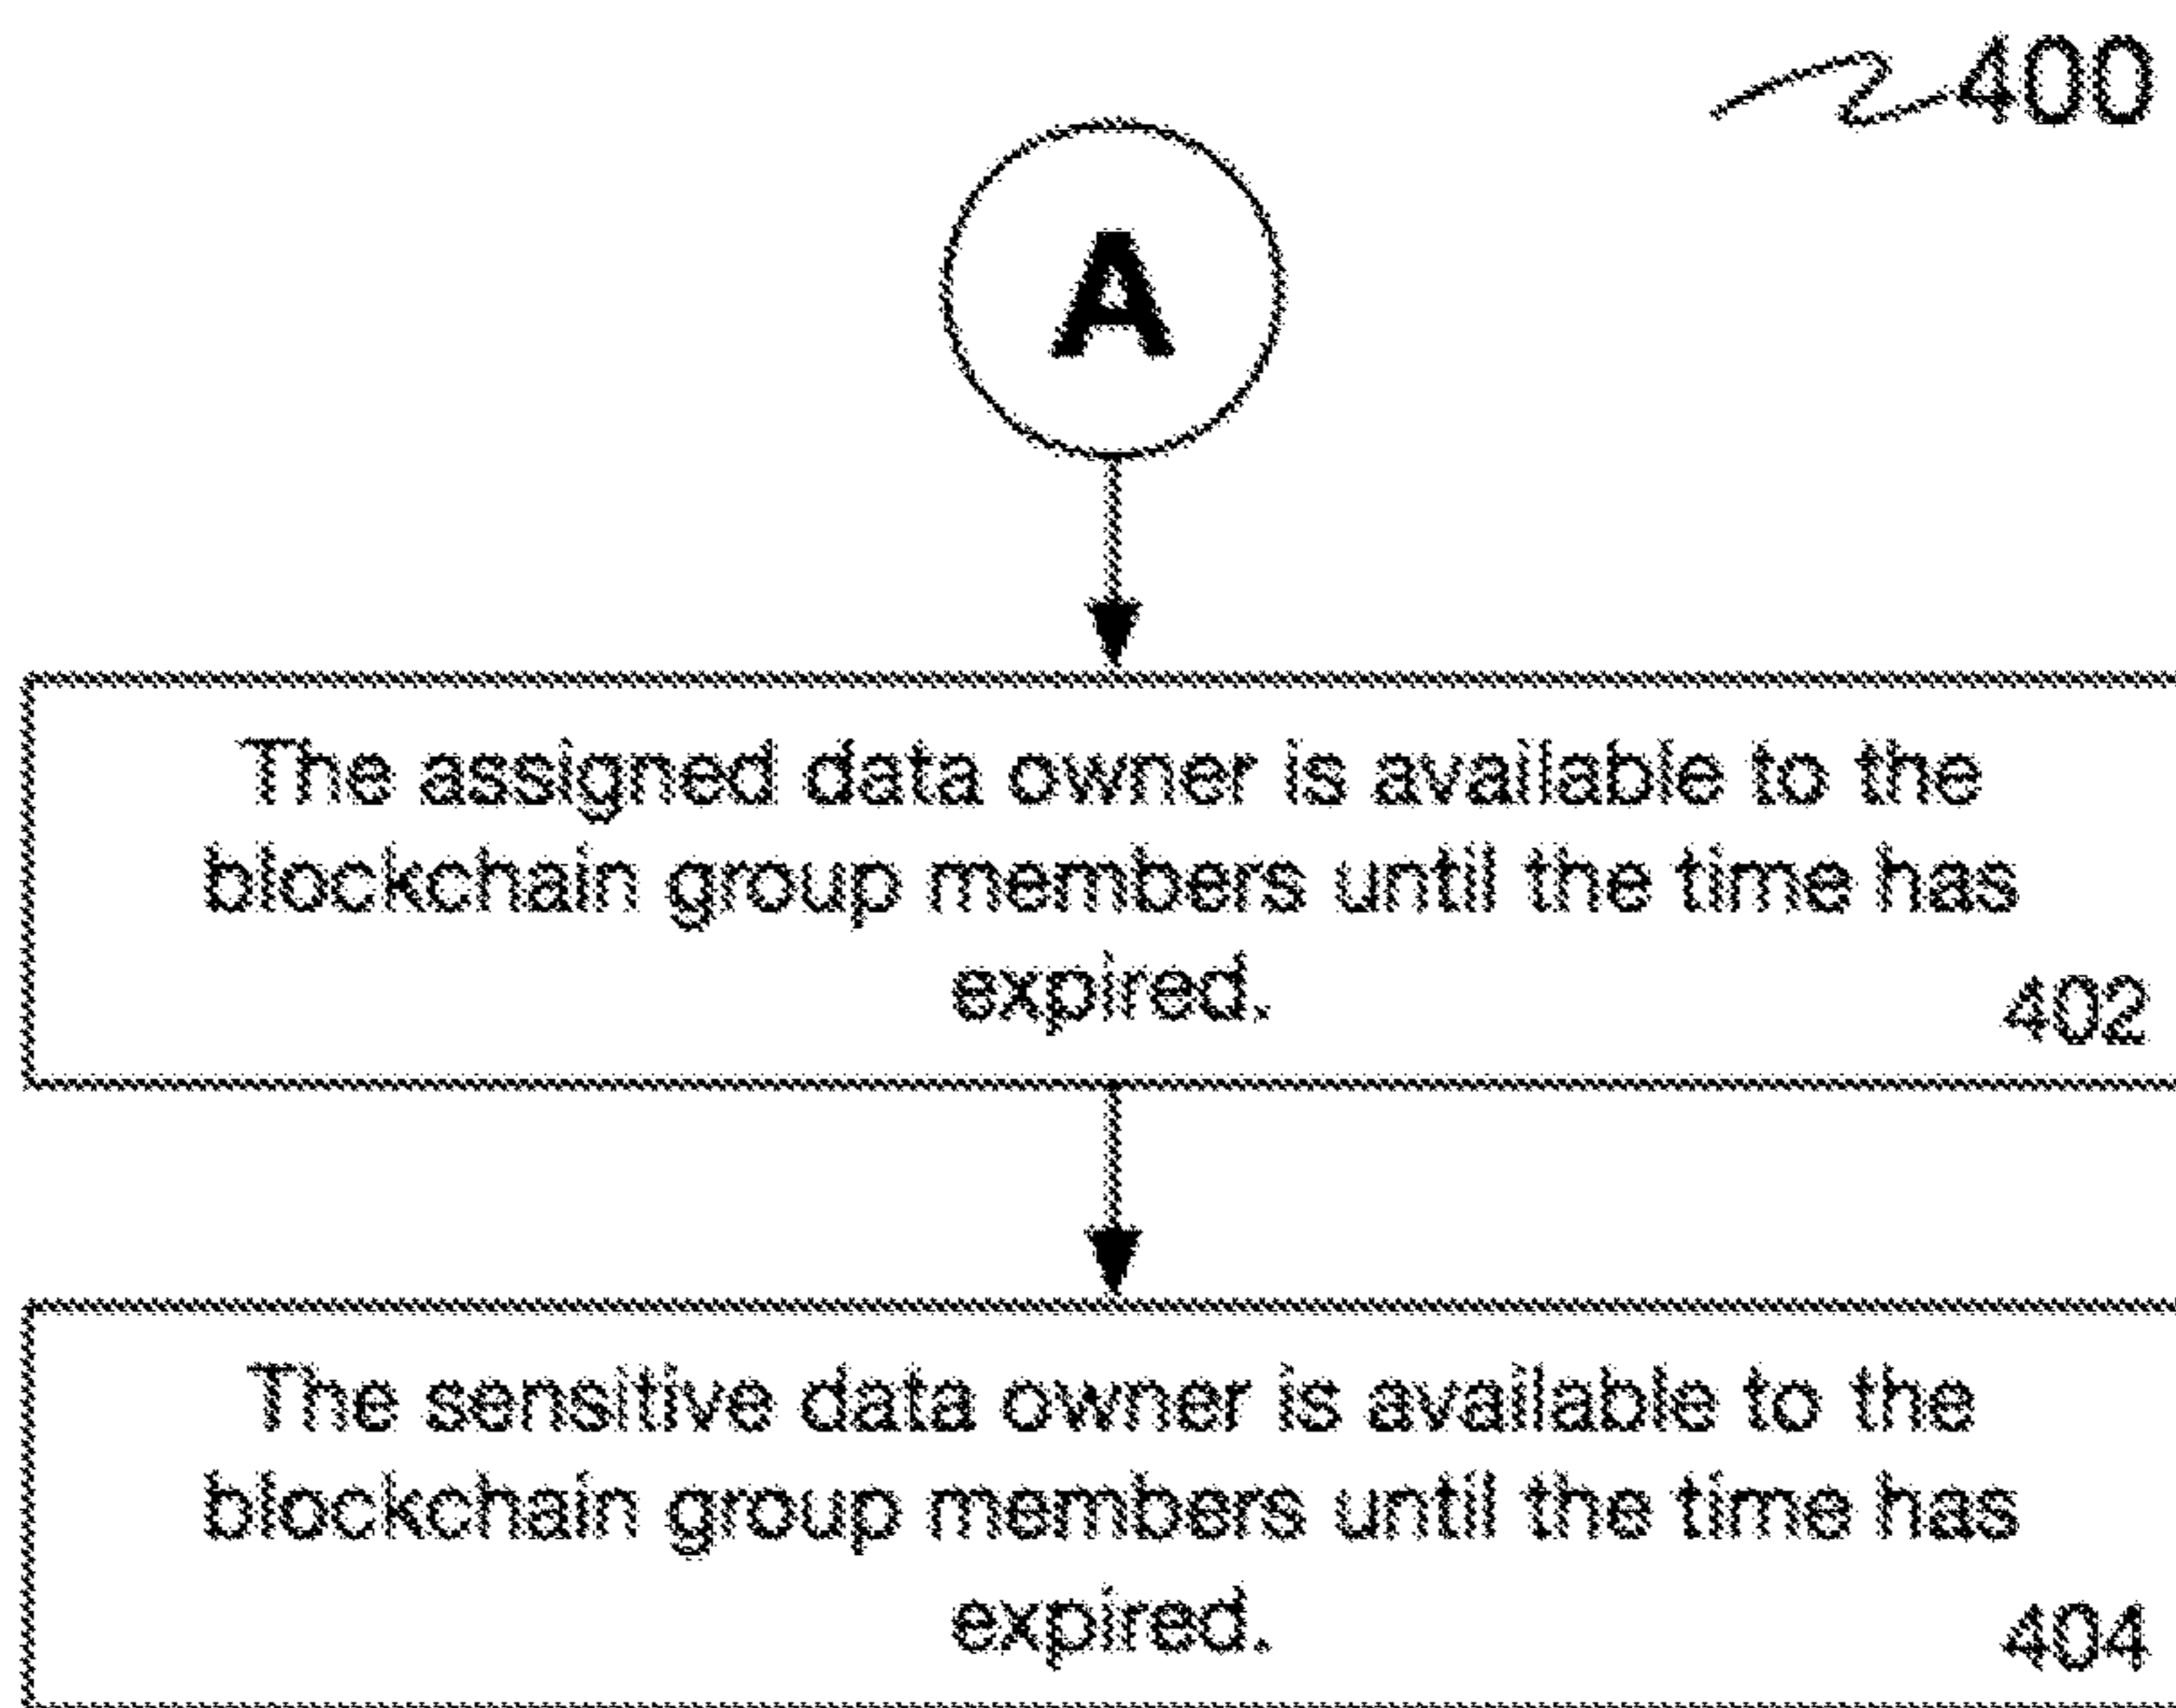 400
A
The assigned data owner is available to the
blockchain group members until the time has
expired.
402
The sensitive data owner is available to the
blockchain group members until the time has
expired.
404